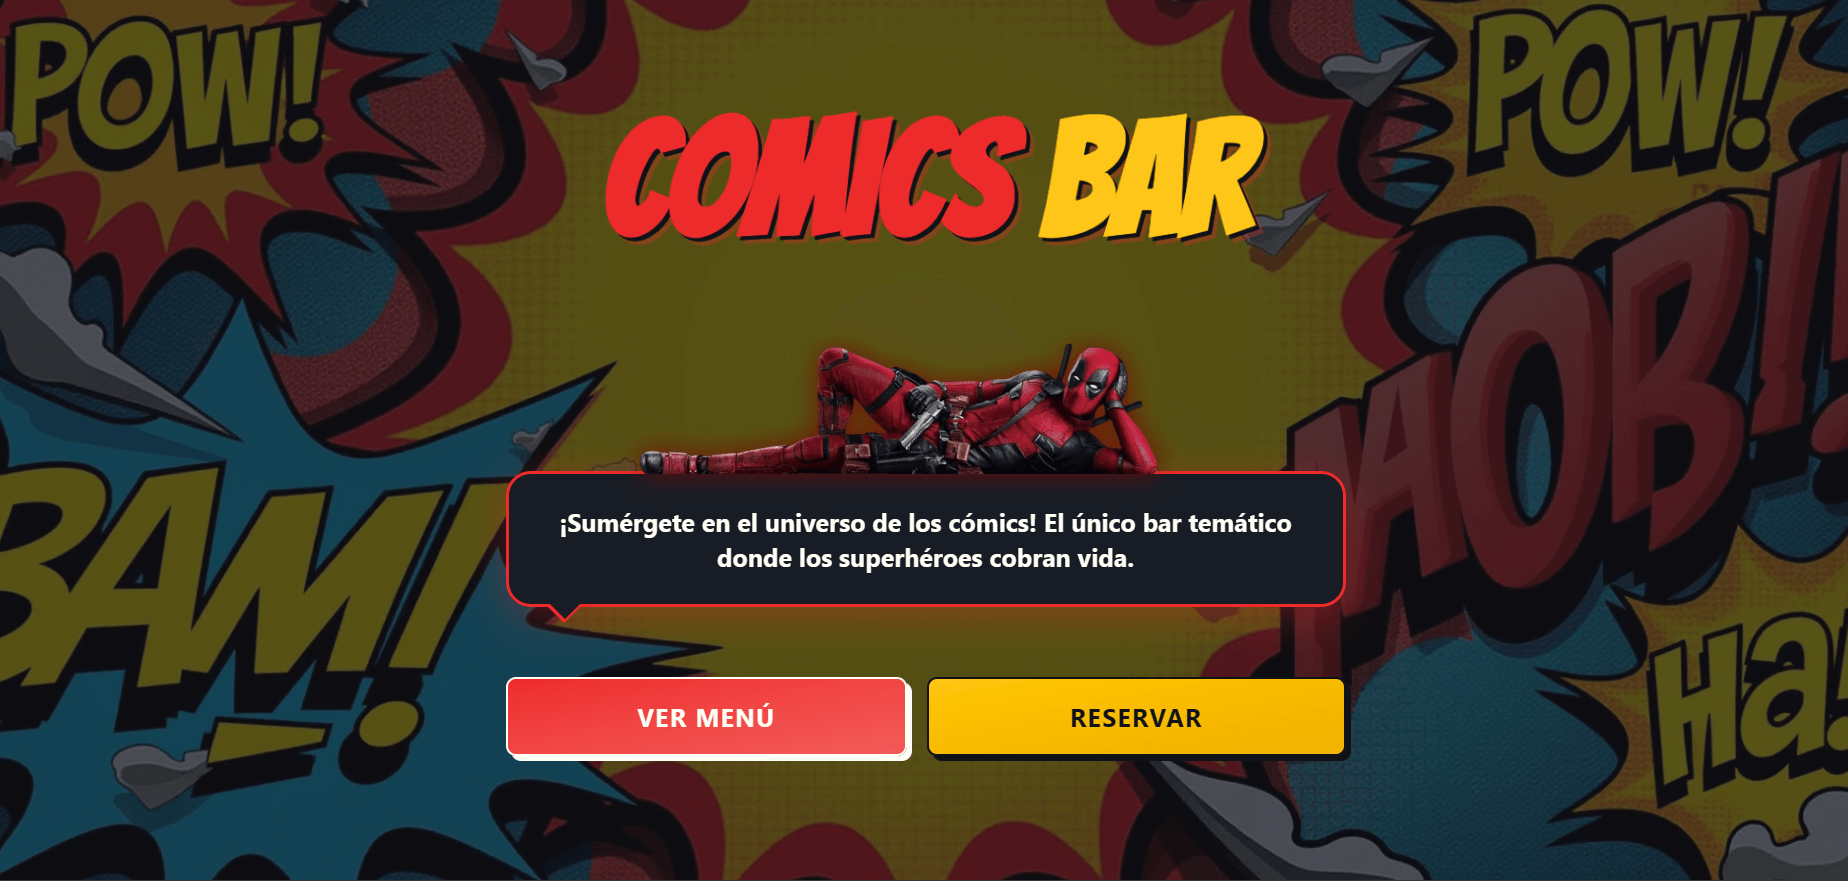 POW!
POW!
COMICS BAR
BAM!
¡Sumérgete en el universo de los cómics! El único bar temático
donde los superhéroes cobran vida.
Ha!
VER MENÚ
RESERVAR